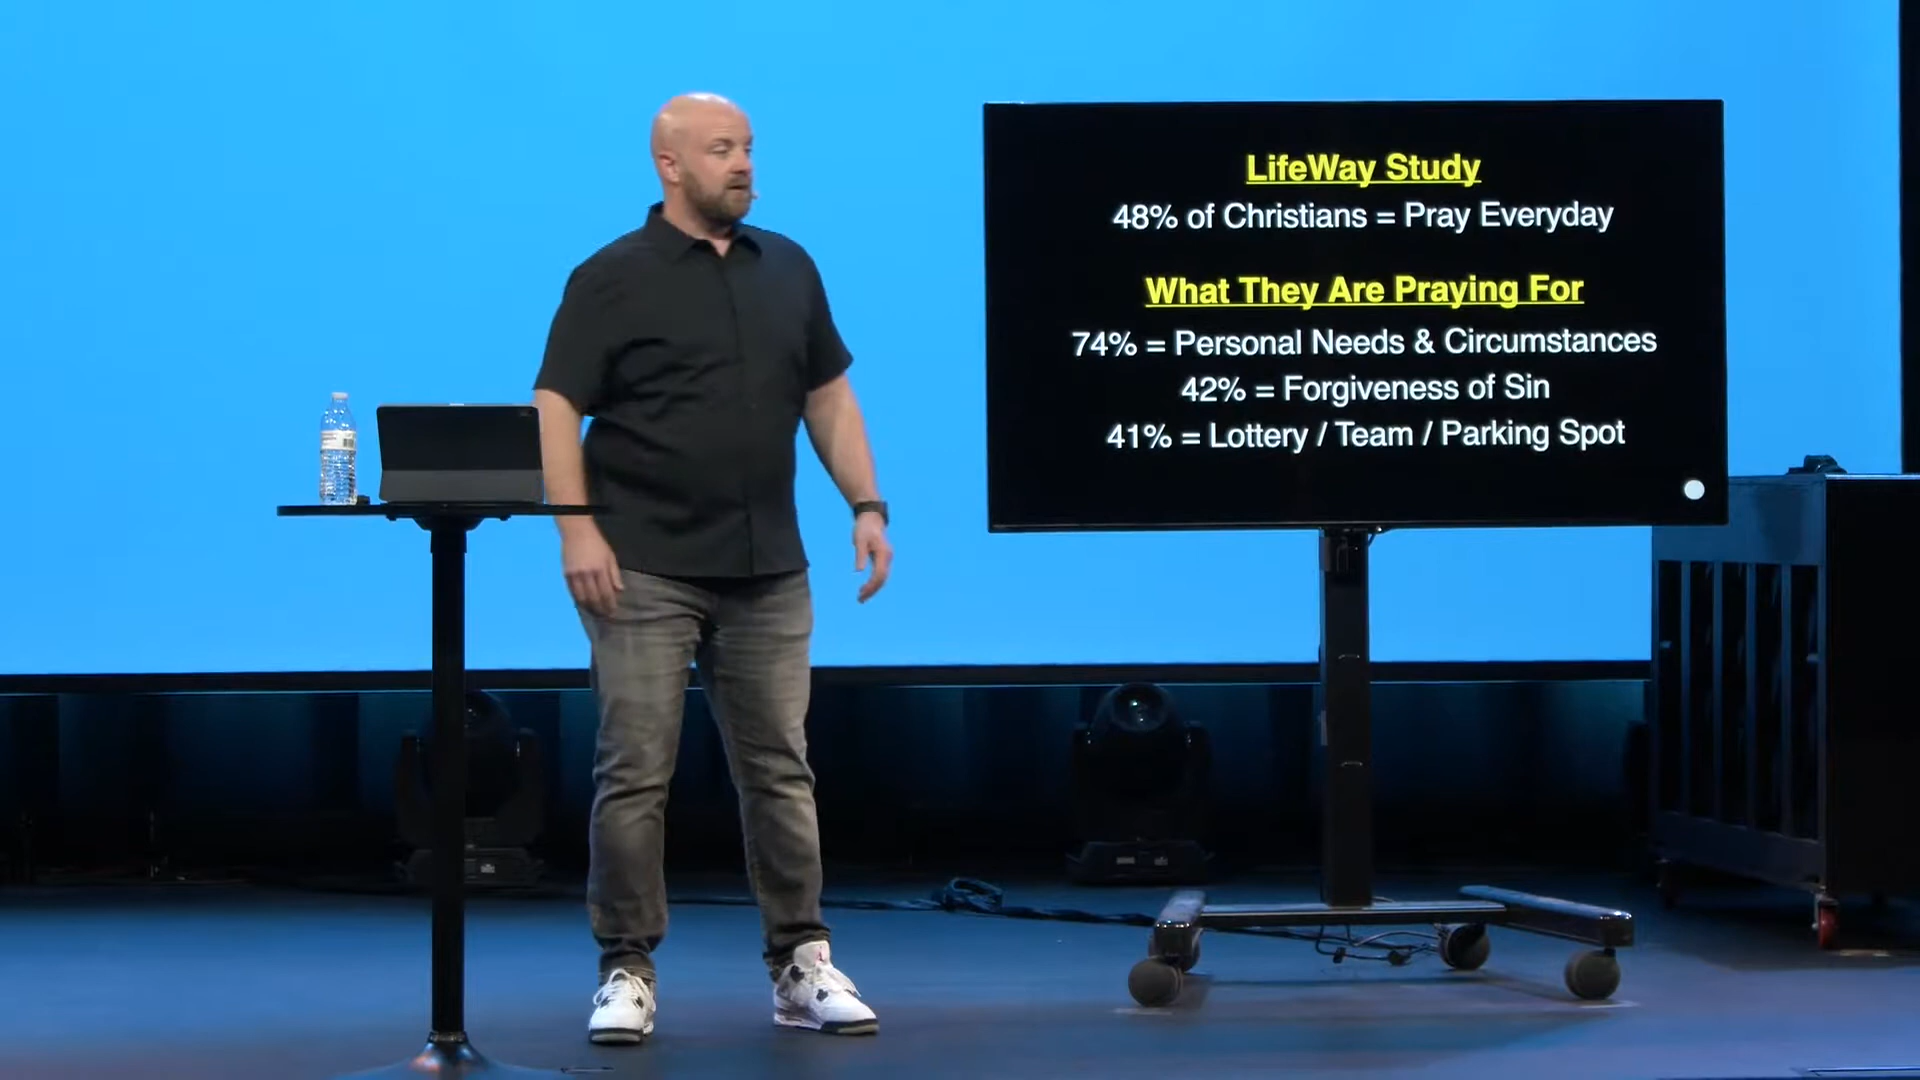 LifeWay Study
48% of Christians = Pray Everyday
What They Are Praying For
74% = Personal Needs & Circumstances
42% = Forgiveness of Sin
41% = Lottery / Team / Parking Spot